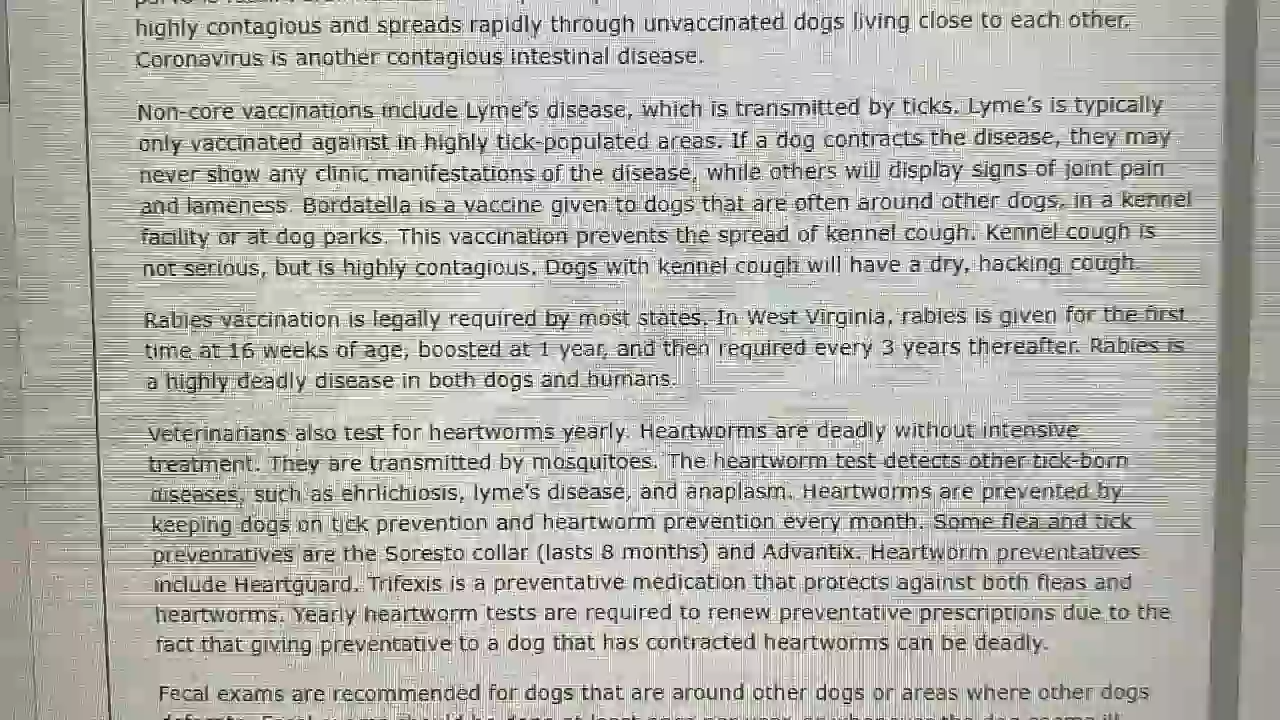 highly contagious and spreads rapidly through unvaccinated dogs living close to each other.
Coronavirus is another contagious intestinal disease.
Non-core vaccinations include Lyme's disease, which is transmitted by ticks. Lyme's is typically
only vaccinated against in highly tick-populated areas. If a dog contracts the disease, they may
never show any clinic manifestations of the disease, while others will display signs of joint pain
and lameness. Bordatella is a vaccine given to dogs that are often around other dogs, in a kennel
facility or at dog parks. This vaccination prevents the spread of kennel cough. Kennel cough is
not serious, but is highly contagious. Dogs with kennel cough will have a dry, hacking cough.
Rabies vaccination is legally required by most states. In West Virginia, rabies is given for the first
time at 16 weeks of age, boosted at 1 year, and then required every 3 years thereafter. Rabies is
a highly deadly disease in both dogs and humans.
Veterinarians also test for heartworms yearly. Heartworms are deadly without intensive
treatment. They are transmitted by mosquitoes. The heartworm test detects other tick-born
diseases, such as ehrlichiosis, lyme's disease, and anaplasm. Heartworms are prevented by
keeping dogs on tick prevention and heartworm prevention every month. Some flea and tick
preventatives are the Soresto collar (lasts 8 months) and Advantix. Heartworm preventatives
include Heartguard. Trifexis is a preventative medication that protects against both fleas and
heartworms. Yearly heartworm tests are required to renew preventative prescriptions due to the
fact that giving preventative to a dog that has contracted heartworms can be deadly.
Fecal exams are recommended for dogs that are around other dogs or areas where other dogs